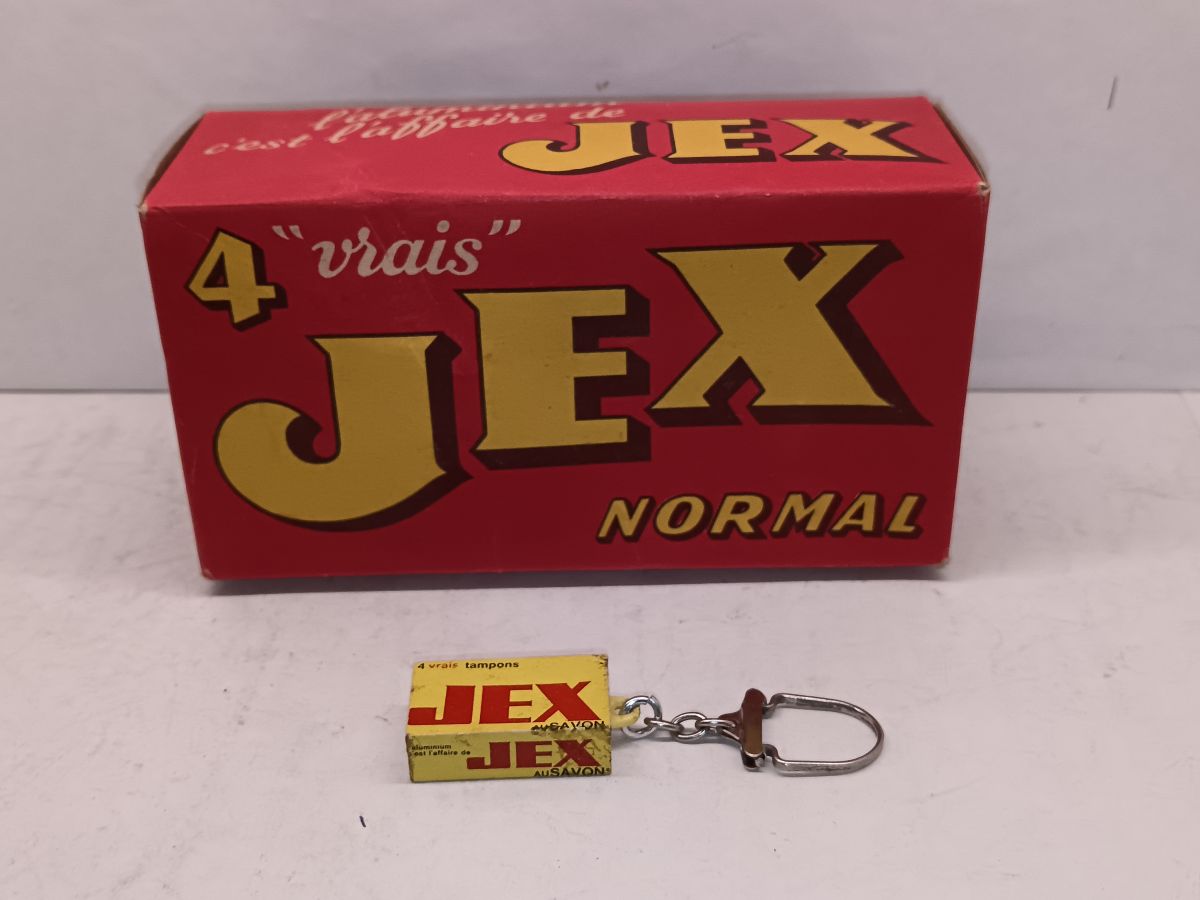 l'aluminium
c'est l'affaire de JEX
4 "vrais"
JEX
NORMAL
4 vrais tampons
JEX
AU SAVON
aluminium
est l'affaire de JEX
AU SAVON